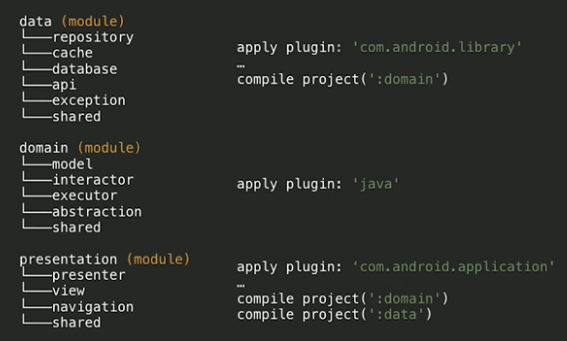 data (module)
└──repository
└──cache
└──database
└──api
└──exception
└──shared
apply plugin: 'com.android.library'
…
compile project(':domain')
domain (module)
└──model
└──interactor
└──executor
└──abstraction
└──shared
apply plugin: 'java'
presentation (module)
└──presenter
└──view
└──navigation
└──shared
apply plugin: ‘com.android.application’
…
compile project(':domain')
compile project(':data')